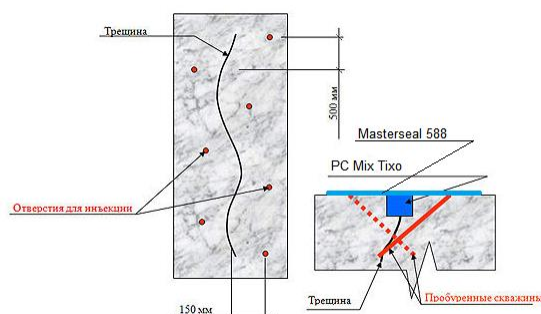 Трещина
500 мм
Masterseal 588
PC Mix Tixo
Отверстия для инъекции
150 мм
Трещина
Пробуренные скважины